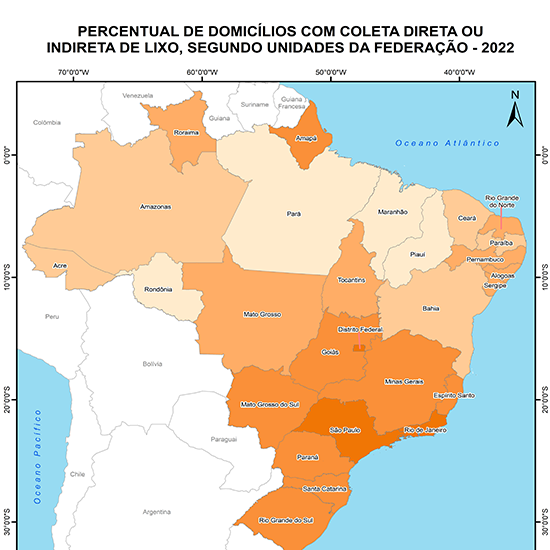 PERCENTUAL DE DOMICÍLIOS COM COLETA DIRETA OU
INDIRETA DE LIXO, SEGUNDO UNIDADES DA FEDERAÇÃO - 2022
70°0'0"O
60°0'0"O
50°0'0"O
40°0'0"O
N
Venezuela
Suriname
Guiana
Francesa
Guiana
Colômbia
Roraima
Amapá
Oceano Atlântico
0°0'0"
Rio Grande
do Norte
Amazonas
Pará
Maranhão
Ceará
Paraíba
Piauí
Pernambuco
Acre
Alogoas
10°0'0"S
10°0'0"S
Rondônia
Tocantins
Sergipe
Bahia
Peru
Mato Grosso
Distrito Federal
Bolívia
Goiás
Minas Gerais
Espírito Santo
20°0'0"S
20°0'0"S
Mato Grosso do Sul
São Paulo
Rio de Janeiro
Oceano Pacífico
Paraguai
Paraná
Chile
Santa Catarina
Argentina
Rio Grande do Sul
30°0'0"S
30°0'0"S
0°0'0"